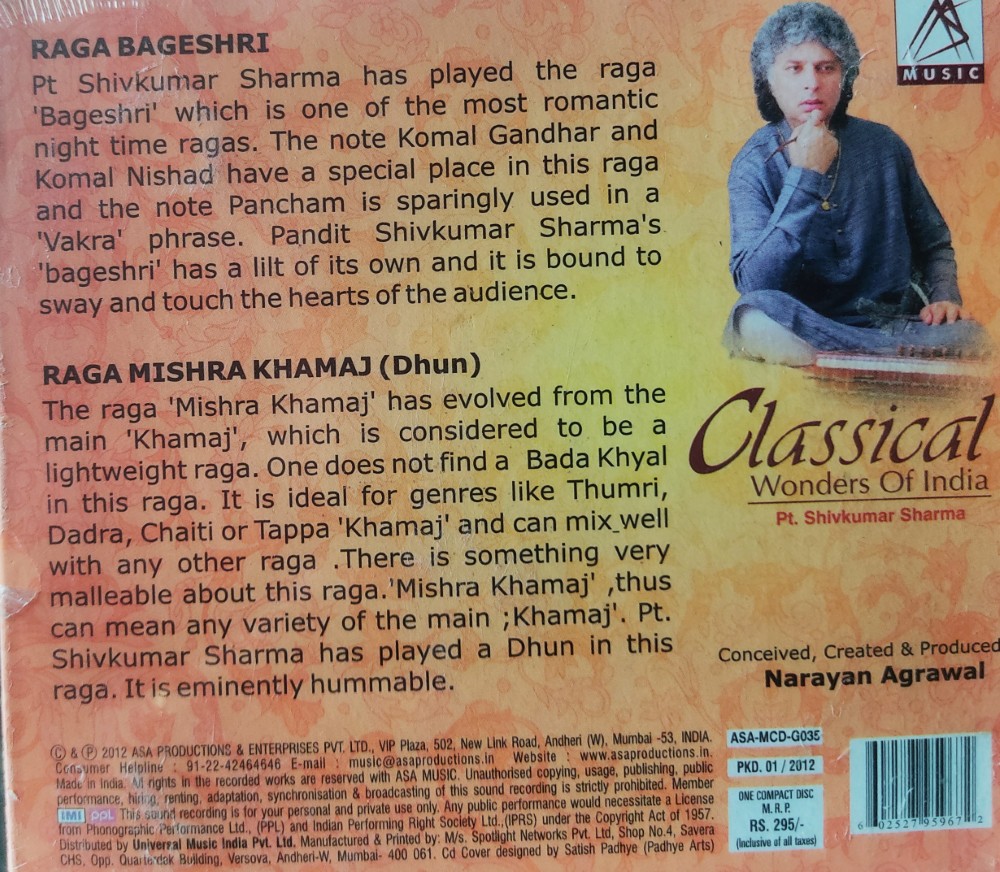 RAGA BAGESHRI
Pt Shivkumar Sharma has played the raga
'Bageshri' which is one of the most romantic
night time ragas. The note Komal Gandhar and
Komal Nishad have a special place in this raga
and the note Pancham is sparingly used in a
'Vakra' phrase. Pandit Shivkumar Sharma's
'bageshri' has a lilt of its own and it is bound to
sway and touch the hearts of the audience.
RAGA MISHRA KHAMAJ (Dhun)
The raga 'Mishra Khamaj' has evolved from the
main 'Khamaj', which is considered to be a
lightweight raga. One does not find a Bada Khyal
in this raga. It is ideal for genres like Thumri,
Dadra, Chaiti or Tappa 'Khamaj' and can mix well
with any other raga .There is something very
malleable about this raga.'Mishra Khamaj' ,thus
can mean any variety of the main ;Khamaj'. Pt.
Shivkumar Sharma has played a Dhun in this
raga. It is eminently hummable.
MUSIC
Classical
Wonders Of India
Pt. Shivkumar Sharma
Conceived, Created & Produced
Narayan Agrawal
© & ℗ 2012 ASA PRODUCTIONS & ENTERPRISES PVT. LTD., VIP Plaza, 502, New Link Road, Andheri (W), Mumbai -53, INDIA.
Consumer Helpline : 91-22-42464646 E-mail : music@asaproductions.in Website : www.asaproductions.in.
Made in India. All rights in the recorded works are reserved with ASA MUSIC. Unauthorised copying, usage, publishing, public
performance, hiring, renting, adaptation, synchronisation & broadcasting of this sound recording is strictly prohibited. Member
IMI PPL This sound recording is for your personal and private use only. Any public performance would necessitate a License
from Phonographic Performance Ltd., (PPL) and Indian Performing Right Society Ltd.,(IPRS) under the Copyright Act of 1957.
Distributed by Universal Music India Pvt. Ltd, Manufactured & Printed by: M/s. Spotlight Networks Pvt. Ltd, Shop No.4, Savera
CHS, Opp. Quarterdak Building, Versova, Andheri-W, Mumbai- 400 061. Cd Cover designed by Satish Padhye (Padhye Arts)
ASA-MCD-G035
PKD. 01 / 2012
ONE COMPACT DISC
M. R. P.
RS. 295/-
(Inclusive of all taxes)
6 02527 95967 2